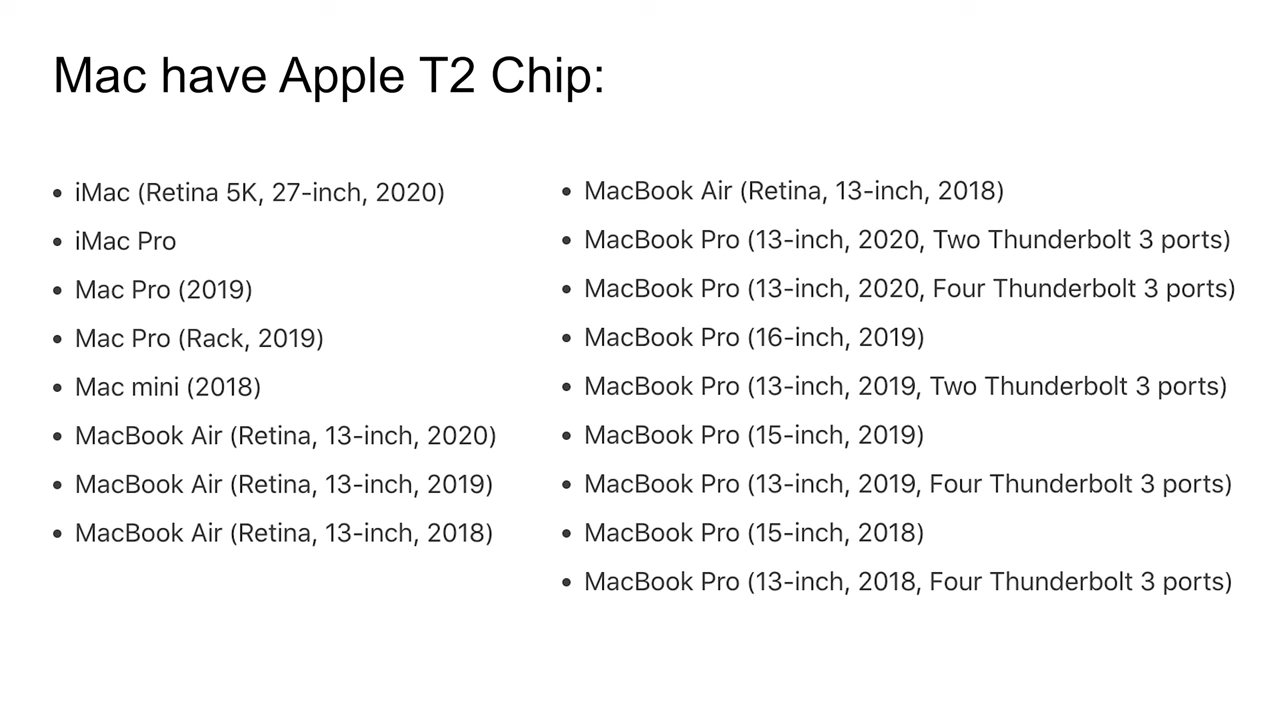 Mac have Apple T2 Chip:
• iMac (Retina 5K, 27-inch, 2020)
• iMac Pro
• Mac Pro (2019)
• Mac Pro (Rack, 2019)
• Mac mini (2018)
• MacBook Air (Retina, 13-inch, 2020)
• MacBook Air (Retina, 13-inch, 2019)
• MacBook Air (Retina, 13-inch, 2018)
• MacBook Air (Retina, 13-inch, 2018)
• MacBook Pro (13-inch, 2020, Two Thunderbolt 3 ports)
• MacBook Pro (13-inch, 2020, Four Thunderbolt 3 ports)
• MacBook Pro (16-inch, 2019)
• MacBook Pro (13-inch, 2019, Two Thunderbolt 3 ports)
• MacBook Pro (15-inch, 2019)
• MacBook Pro (13-inch, 2019, Four Thunderbolt 3 ports)
• MacBook Pro (15-inch, 2018)
• MacBook Pro (13-inch, 2018, Four Thunderbolt 3 ports)